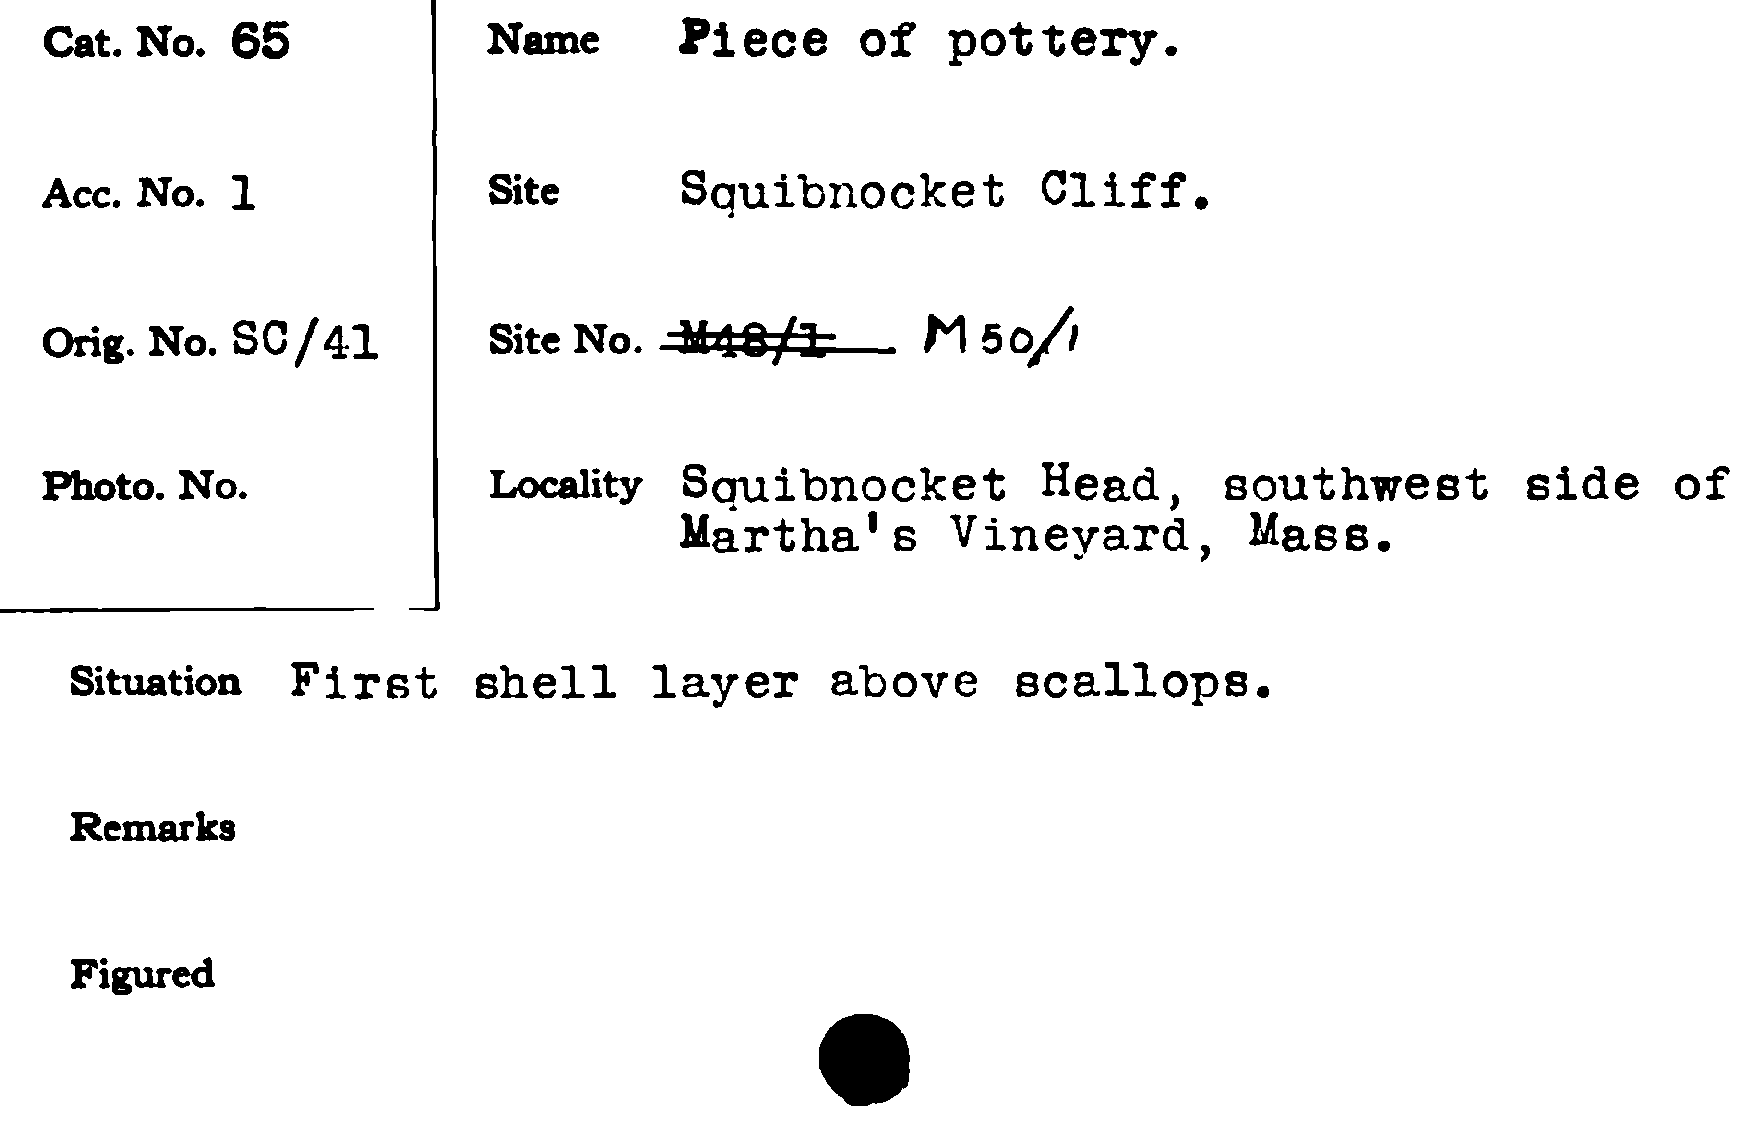 Cat. No. 65
Name Piece of pottery.
Acc. No. 1
Site Squibnocket Cliff.
Orig. No. SC/41
Site No. M48/1 M50/1
Photo. No.
Locality Squibnocket Head, southwest side of
Martha's Vineyard, Mass.
Situation First shell layer above scallops.
Remarks
Figured